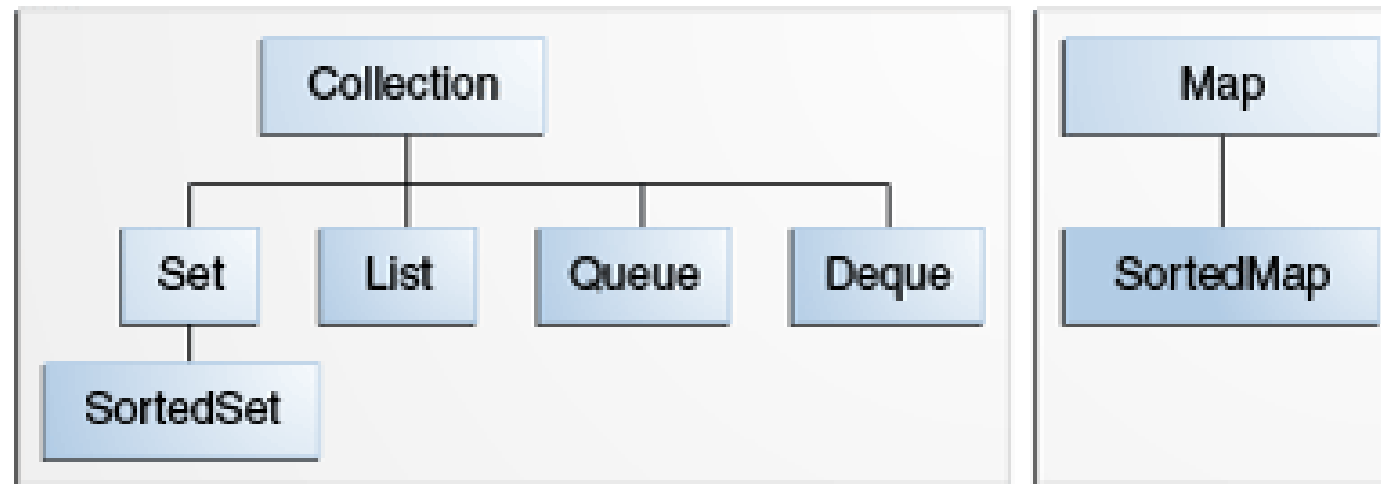 Collection
Map
Set
List
Queue
Deque
SortedMap
SortedSet